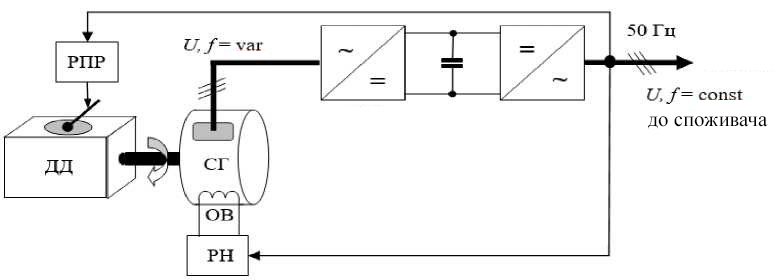 РПР
U, f = var
~
=
=
~
50 Гц
U, f = const
до споживача
ДД
СГ
ОВ
РН